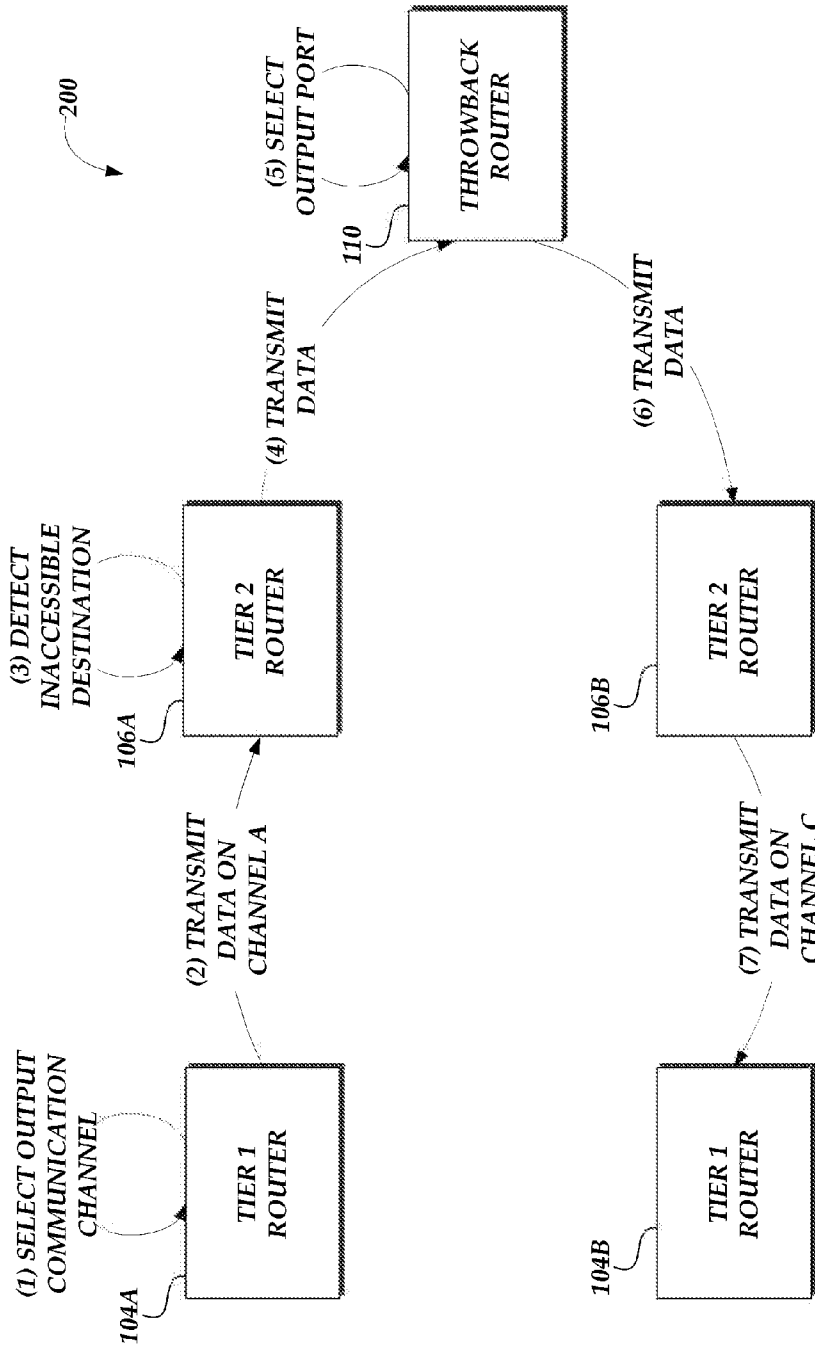 200
(1) SELECT OUTPUT
COMMUNICATION
CHANNEL
104A
TIER 1
ROUTER
(2) TRANSMIT
DATA ON
CHANNEL A
(3) DETECT
INACCESSIBLE
DESTINATION
106A
TIER 2
ROUTER
(4) TRANSMIT
DATA
(5) SELECT
OUTPUT PORT
110
THROWBACK
ROUTER
(6) TRANSMIT
DATA
106B
TIER 2
ROUTER
(7) TRANSMIT
DATA ON
CHANNEL C
104B
TIER 1
ROUTER